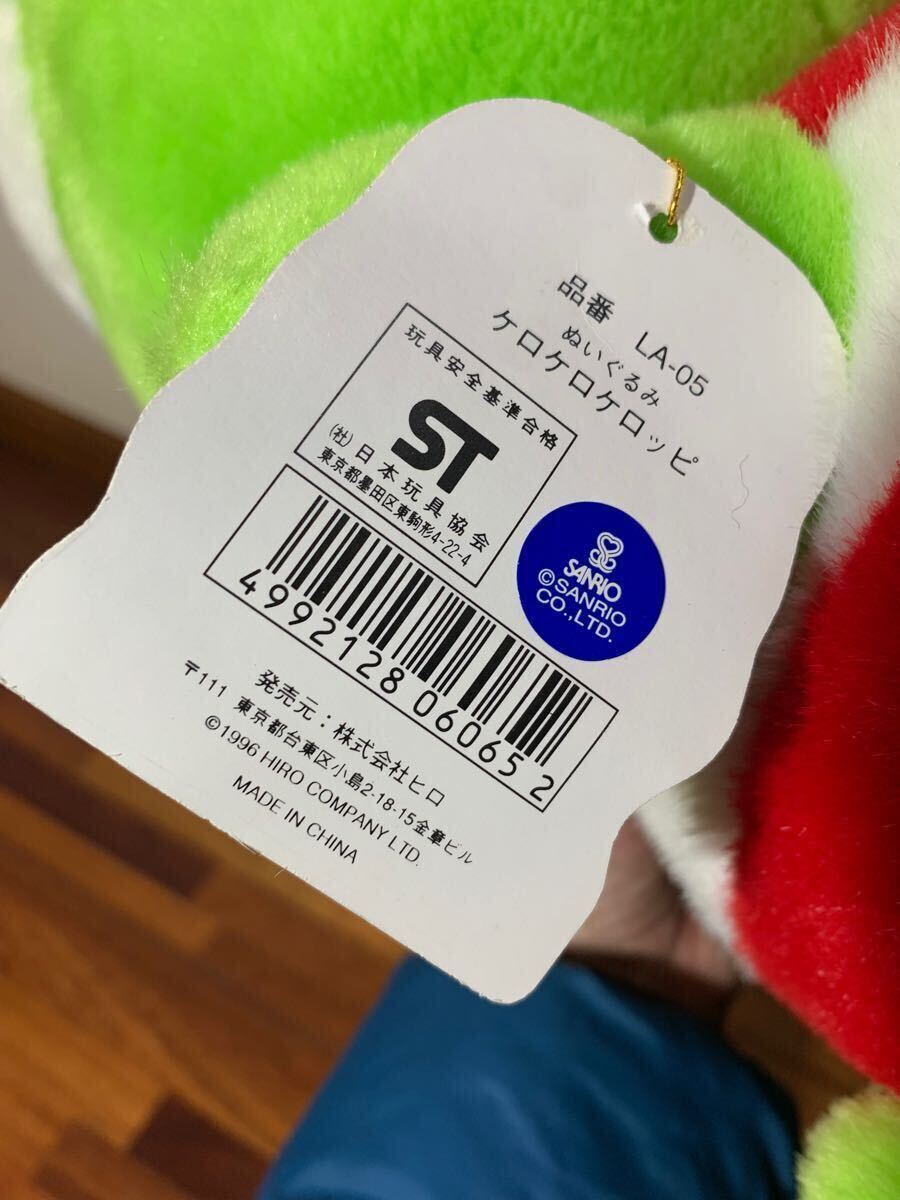 品番 LA-05
ぬいぐるみ
ケロケロケロッピ
玩具安全基準合格
ST
(社)日本玩具協会
東京都墨田区東駒形4-22-4
SANRIO
©SANRIO
CO.,LTD.
4992128060652
発売元:株式会社ヒロ
〒111 東京都台東区小島2-18-15金章ビル
©1996 HIRO COMPANY LTD.
MADE IN CHINA